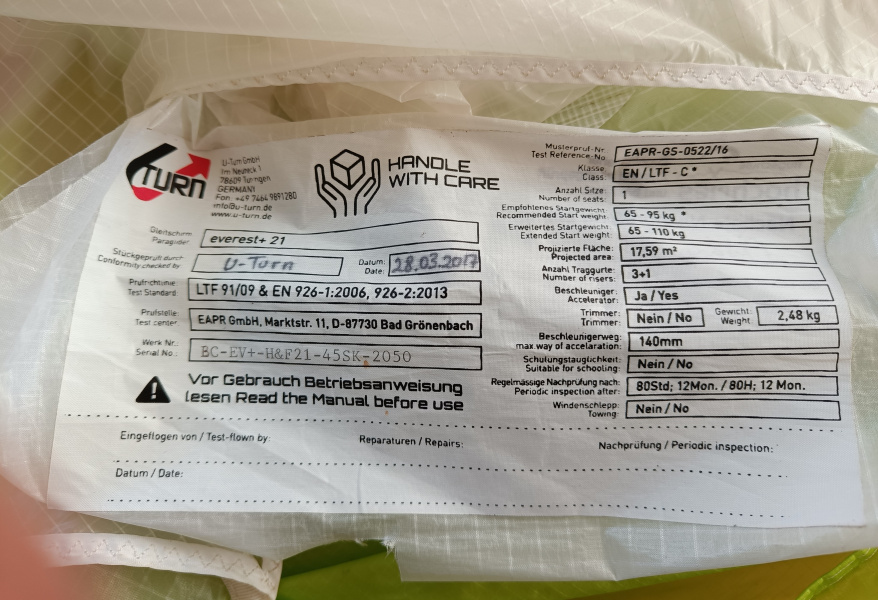 U-TURN
U-Turn GmbH
Im Neuneck 1
78609 Tuningen
GERMANY
Fon +49 7464 9891280
info@u-turn.de
www.u-turn.de
HANDLE
WITH CARE
Gleitschirm
Paraglider
everest+ 21
Stückgeprüft durch
Conformity checked by
U-Turn
Datum:
Date:
28.03.2017
Prüfrichtlinie
Test Standard
LTF 91/09 & EN 926-1:2006, 926-2:2013
Prüfstelle:
Test center
EAPR GmbH, Marktstr. 11, D-87730 Bad Grönenbach
Werk Nr.
Serial No.:
BC-EV+-H&F21-45SK-2050
Vor Gebrauch Betriebsanweisung
lesen Read the Manual before use
Musterprüf-Nr.
Test Reference-No.
EAPR-GS-0522/16
Klasse
Class:
EN / LTF - C *
Anzahl Sitze:
Number of seats:
1
Empfohlenes Startgewicht:
Recommended Start weight:
65 - 95 kg *
Erweitertes Startgewicht:
Extended Start weight:
65 - 110 kg
Projizierte Fläche:
Projected area:
17,59 m²
Anzahl Traggurte:
Number of risers:
3+1
Beschleuniger:
Accelerator:
Ja / Yes
Trimmer:
Trimmer:
Nein / No
Gewicht:
Weight:
2,48 kg
Beschleunigerweg:
max way of accelaration:
140mm
Schulungstauglichkeit:
Suitable for schooling:
Nein / No
Regelmässige Nachprüfung nach:
Periodic inspection after:
80Std; 12Mon. / 80H; 12 Mon.
Windenschlepp:
Towing:
Nein / No
Eingeflogen von / Test-flown by:
Reparaturen / Repairs:
Nachprüfung / Periodic inspection:
Datum / Date: